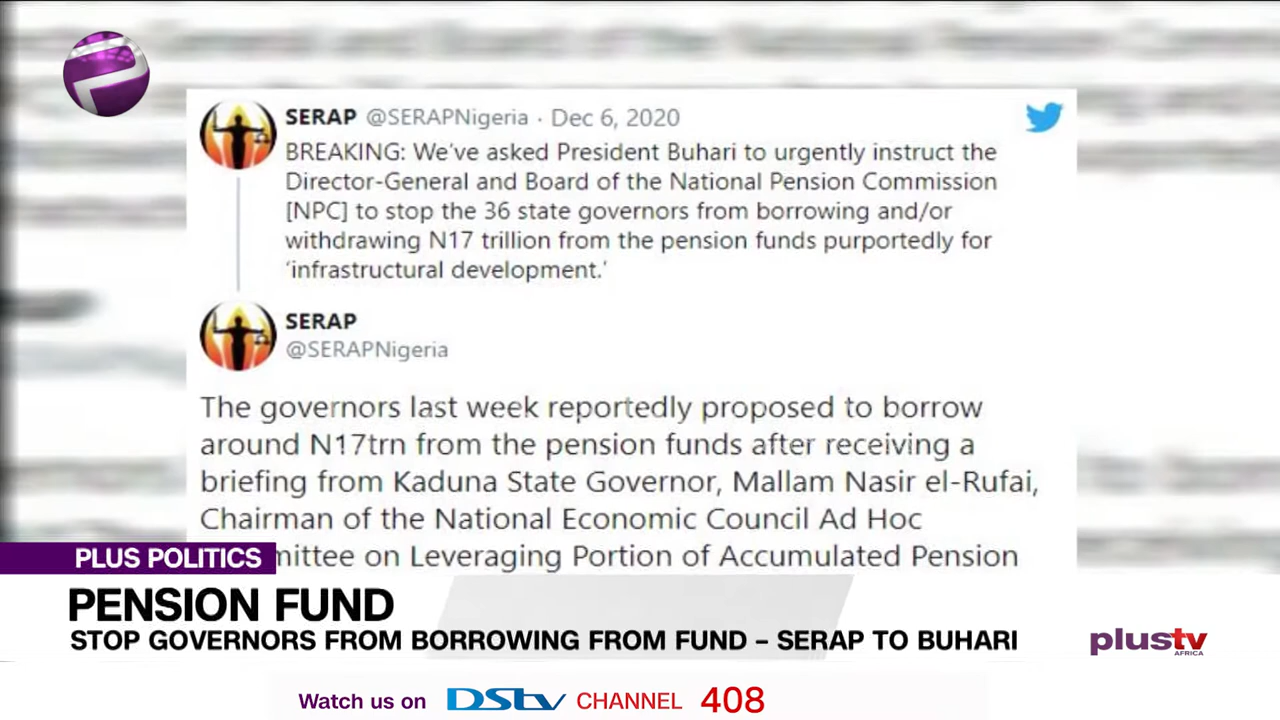 SERAP @SERAPNigeria · Dec 6, 2020
BREAKING: We've asked President Buhari to urgently instruct the
Director-General and Board of the National Pension Commission
[NPC] to stop the 36 state governors from borrowing and/or
withdrawing N17 trillion from the pension funds purportedly for
'infrastructural development.'
SERAP
@SERAPNigeria
The governors last week reportedly proposed to borrow
around N17trn from the pension funds after receiving a
briefing from Kaduna State Governor, Mallam Nasir el-Rufai,
Chairman of the National Economic Council Ad Hoc
mittee on Leveraging Portion of Accumulated Pension
PLUS POLITICS
PENSION FUND
STOP GOVERNORS FROM BORROWING FROM FUND – SERAP TO BUHARI
plustv
AFRICA
Watch us on DStv CHANNEL 408